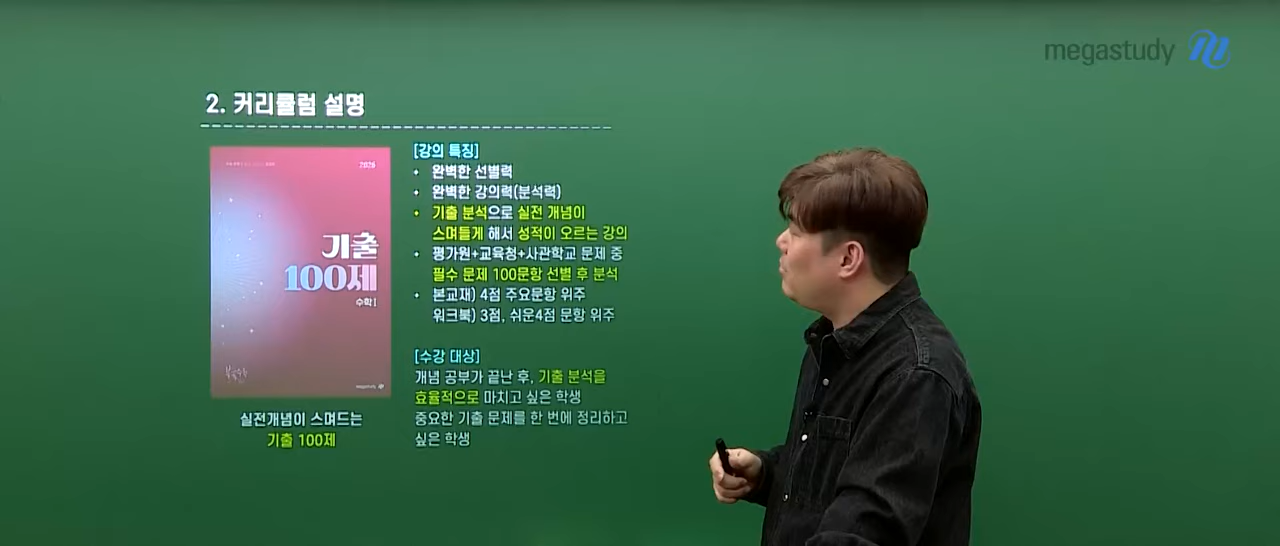 megastudy
2. 커리큘럼 설명
2026
기출
100제
수학 I
megastudy
실전개념이 스며드는
기출 100제
[강의 특징]
• 완벽한 선별력
• 완벽한 강의력(분석력)
• 기출 분석으로 실전 개념이
스며들게 해서 성적이 오르는 강의
• 평가원+교육청+사관학교 문제 중
필수 문제 100문항 선별 후 분석
• 본교재) 4점 주요문항 위주
워크북) 3점, 쉬운4점 문항 위주
[수강 대상]
개념 공부가 끝난 후, 기출 분석을
효율적으로 마치고 싶은 학생
중요한 기출 문제를 한 번에 정리하고
싶은 학생